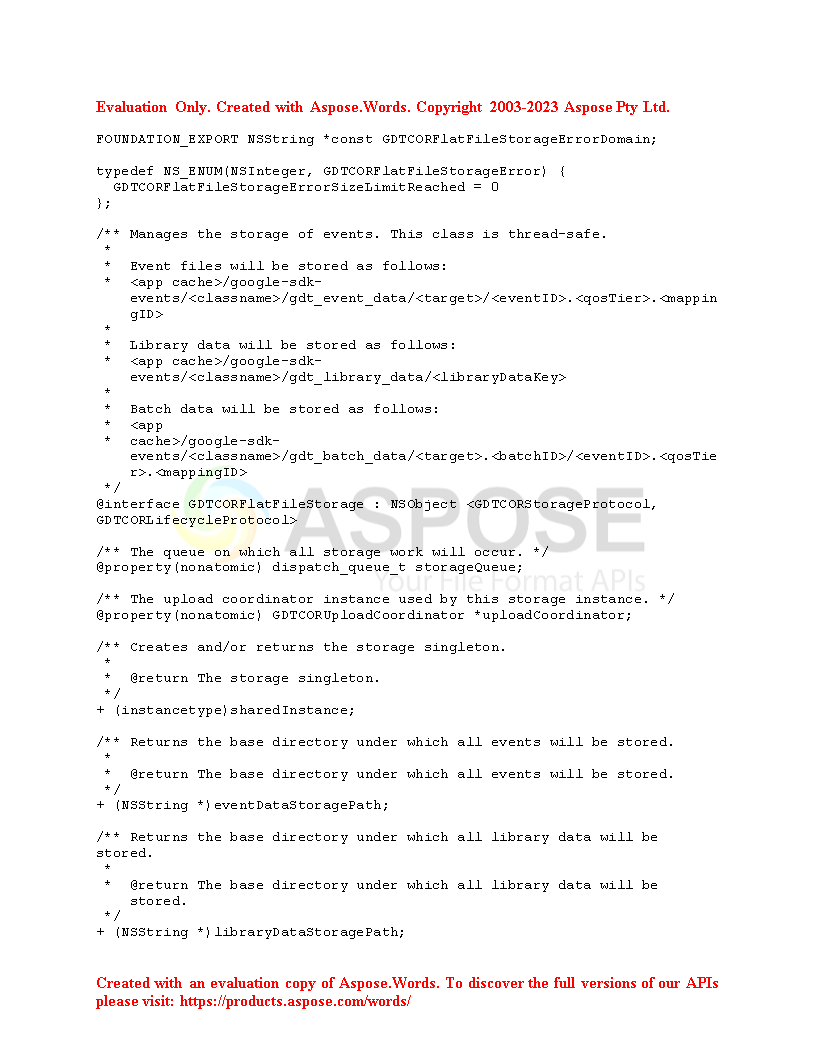 Evaluation Only. Created with Aspose.Words. Copyright 2003-2023 Aspose Pty Ltd.
FOUNDATION_EXPORT NSString *const GDTCORFlatFileStorageErrorDomain;
typedef NS_ENUM(NSInteger, GDTCORFlatFileStorageError) {
  GDTCORFlatFileStorageErrorSizeLimitReached = 0
};
/** Manages the storage of events. This class is thread-safe.
 *
 *  Event files will be stored as follows:
 *  <app cache>/google-sdk-
    events/<classname>/gdt_event_data/<target>/<eventID>.<qosTier>.<mappin
    gID>
 *
 *  Library data will be stored as follows:
 *  <app cache>/google-sdk-
    events/<classname>/gdt_library_data/<libraryDataKey>
 *
 *  Batch data will be stored as follows:
 *  <app
 *  cache>/google-sdk-
    events/<classname>/gdt_batch_data/<target>.<batchID>/<eventID>.<qosTie
    r>.<mappingID>
 */
@interface GDTCORFlatFileStorage : NSObject <GDTCORStorageProtocol,
GDTCORLifecycleProtocol>
ASPOSE
/** The queue on which all storage work will occur. */
@property(nonatomic) dispatch_queue_t storageQueue;
Your File Format APIs
/** The upload coordinator instance used by this storage instance. */
@property(nonatomic) GDTCORUploadCoordinator *uploadCoordinator;
/** Creates and/or returns the storage singleton.
 *
 *  @return The storage singleton.
 */
+ (instancetype)sharedInstance;
/** Returns the base directory under which all events will be stored.
 *
 *  @return The base directory under which all events will be stored.
 */
+ (NSString *)eventDataStoragePath;
/** Returns the base directory under which all library data will be
stored.
 *
 *  @return The base directory under which all library data will be
    stored.
 */
+ (NSString *)libraryDataStoragePath;
Created with an evaluation copy of Aspose.Words. To discover the full versions of our APIs
please visit: https://products.aspose.com/words/